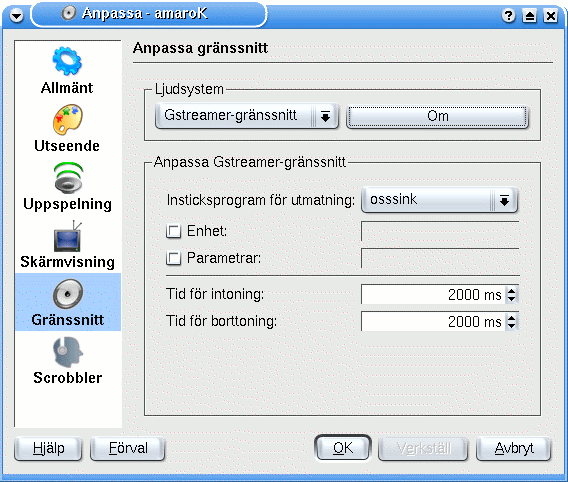 Anpassa - amaroK
Allmänt
Utseende
Uppspelning
Skärmvisning
Gränssnitt
Scrobbler
Anpassa gränssnitt
Ljudsystem
Gstreamer-gränssnitt
Om
Anpassa Gstreamer-gränssnitt
Insticksprogram för utmatning: osssink
Enhet:
Parametrar:
Tid för intoning: 2000 ms
Tid för borttoning: 2000 ms
Hjälp Förval OK Verkställ Avbryt